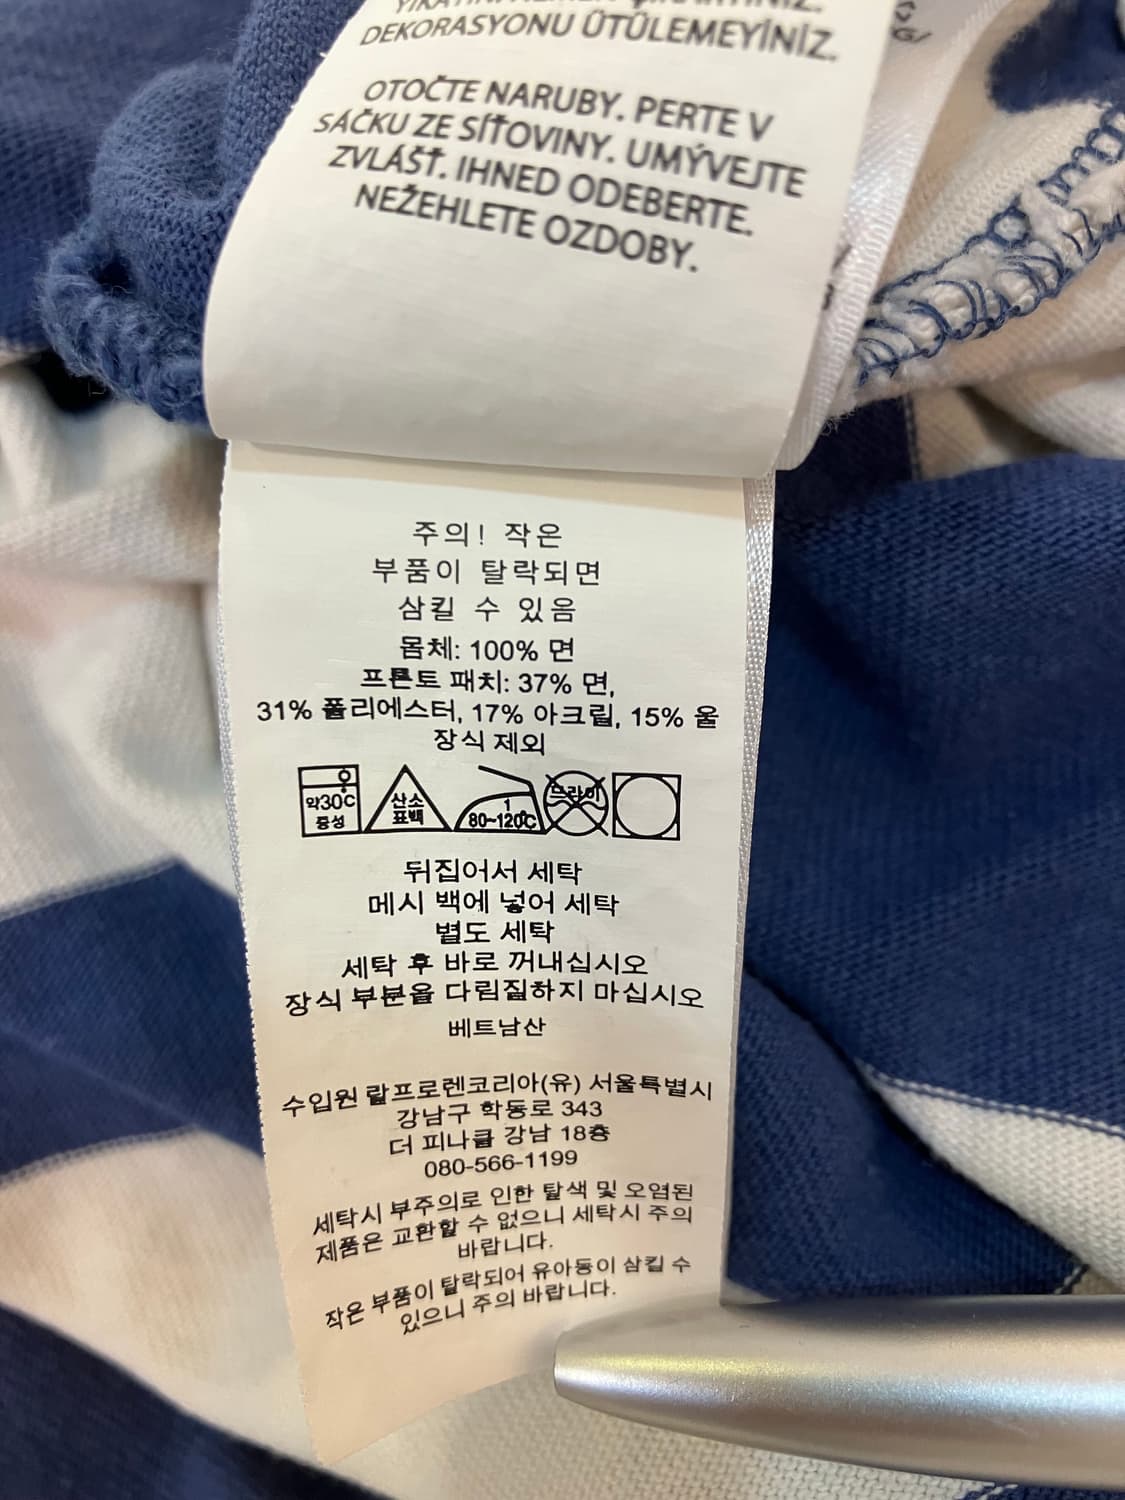 DEKORASYONU ÜTÜLEMEYİNİZ.
OTOČTE NARUBY. PERTE V
SÁČKU ZE SÍŤOVINY. UMÝVEJTE
ZVLÁŠŤ. IHNED ODEBERTE.
NEŽEHLETE OZDOBY.
주의! 작은
부품이 탈락되면
삼킬 수 있음
몸체: 100% 면
프론트 패치: 37% 면,
31% 폴리에스터, 17% 아크릴, 15% 울
장식 제외
약30℃
중성
산소
표백
1
80~120℃
드라이
뒤집어서 세탁
메시 백에 넣어 세탁
별도 세탁
세탁 후 바로 꺼내십시오
장식 부분을 다림질하지 마십시오
베트남산
수입원 랄프로렌코리아(유) 서울특별시
강남구 학동로 343
더 피나클 강남 18층
080-566-1199
세탁시 부주의로 인한 탈색 및 오염된
제품은 교환할 수 없으니 세탁시 주의
바랍니다.
작은 부품이 탈락되어 유아동이 삼킬 수
있으니 주의 바랍니다.